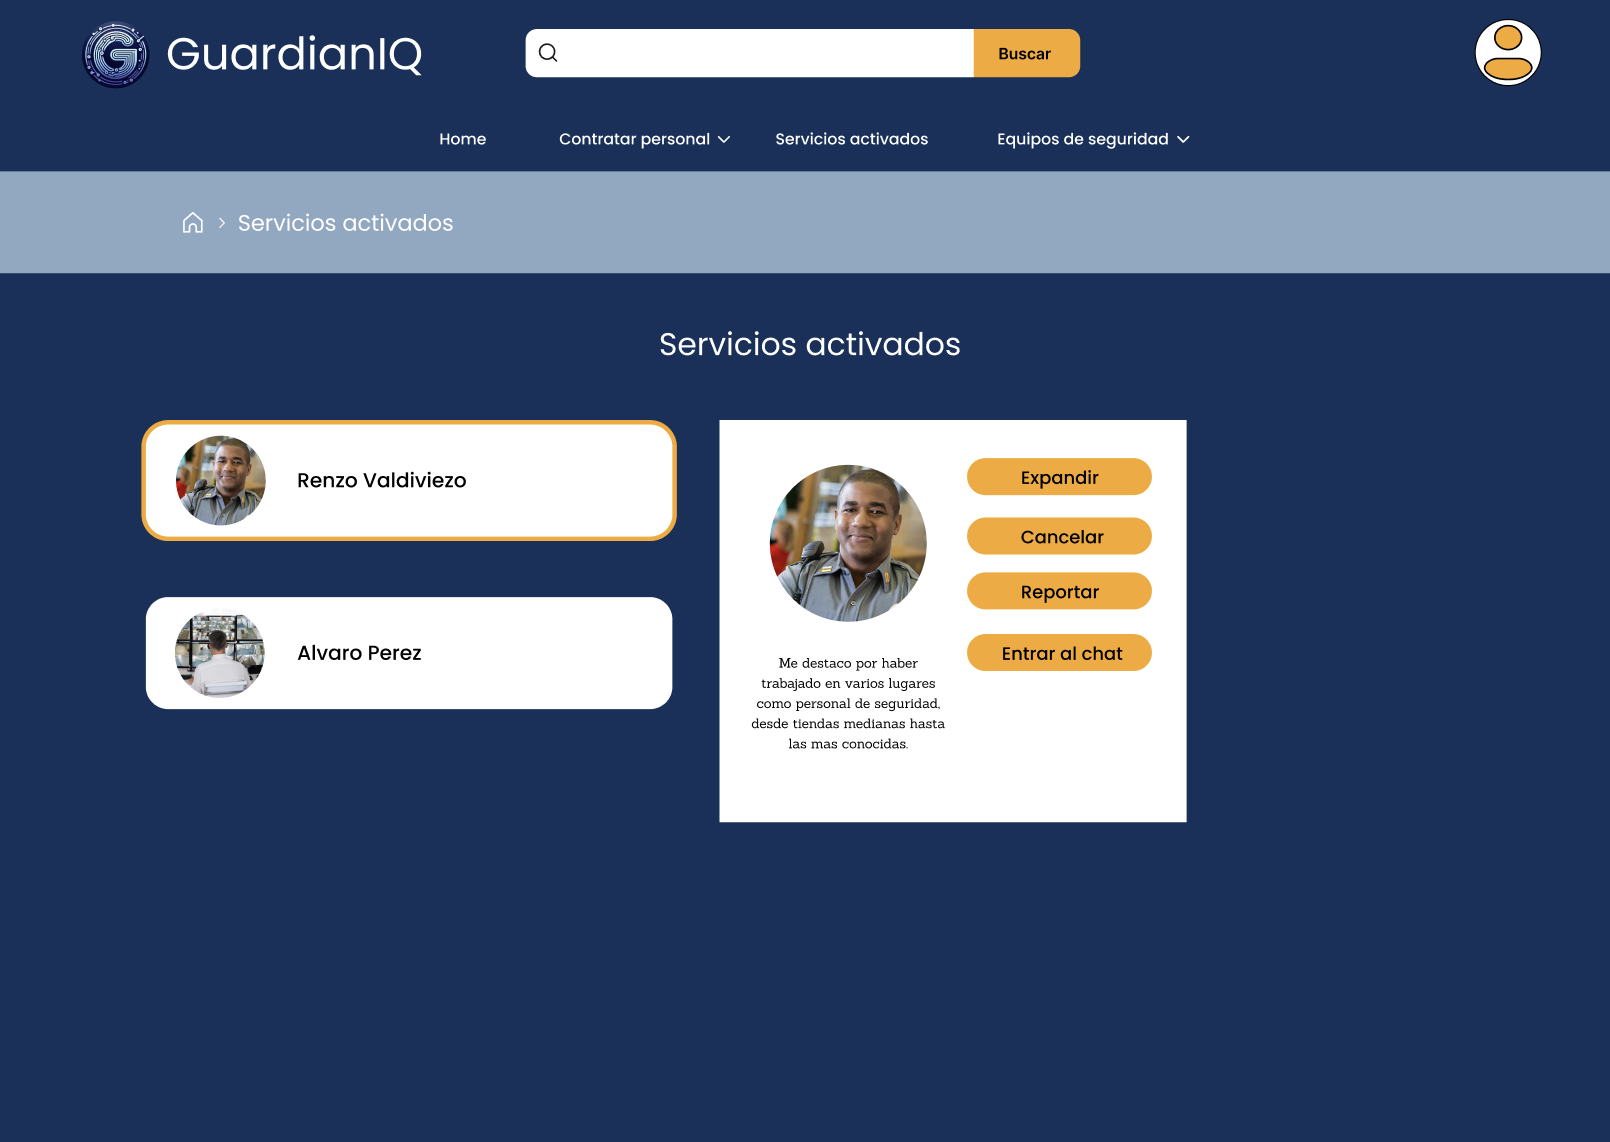 GuardianIQ
Buscar
Home
Contratar personal
Servicios activados
Equipos de seguridad
Servicios activados
Servicios activados
Renzo Valdiviezo
Alvaro Perez
Expandir
Cancelar
Reportar
Entrar al chat
Me destaco por haber
trabajado en varios lugares
como personal de seguridad,
desde tiendas medianas hasta
las mas conocidas.